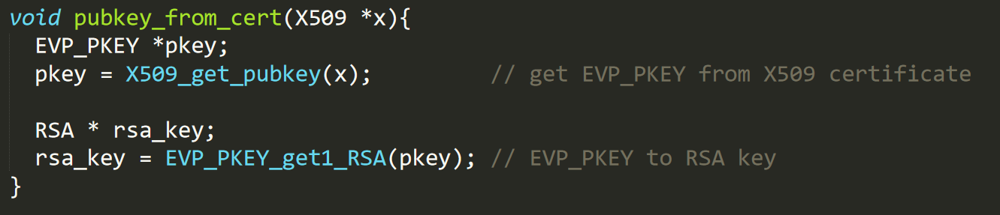 void pubkey_from_cert(X509 *x){
EVP_PKEY *pkey;
pkey = X509_get_pubkey(x); // get EVP_PKEY from X509 certificate
RSA * rsa_key;
rsa_key = EVP_PKEY_get1_RSA(pkey); // EVP_PKEY to RSA key
}